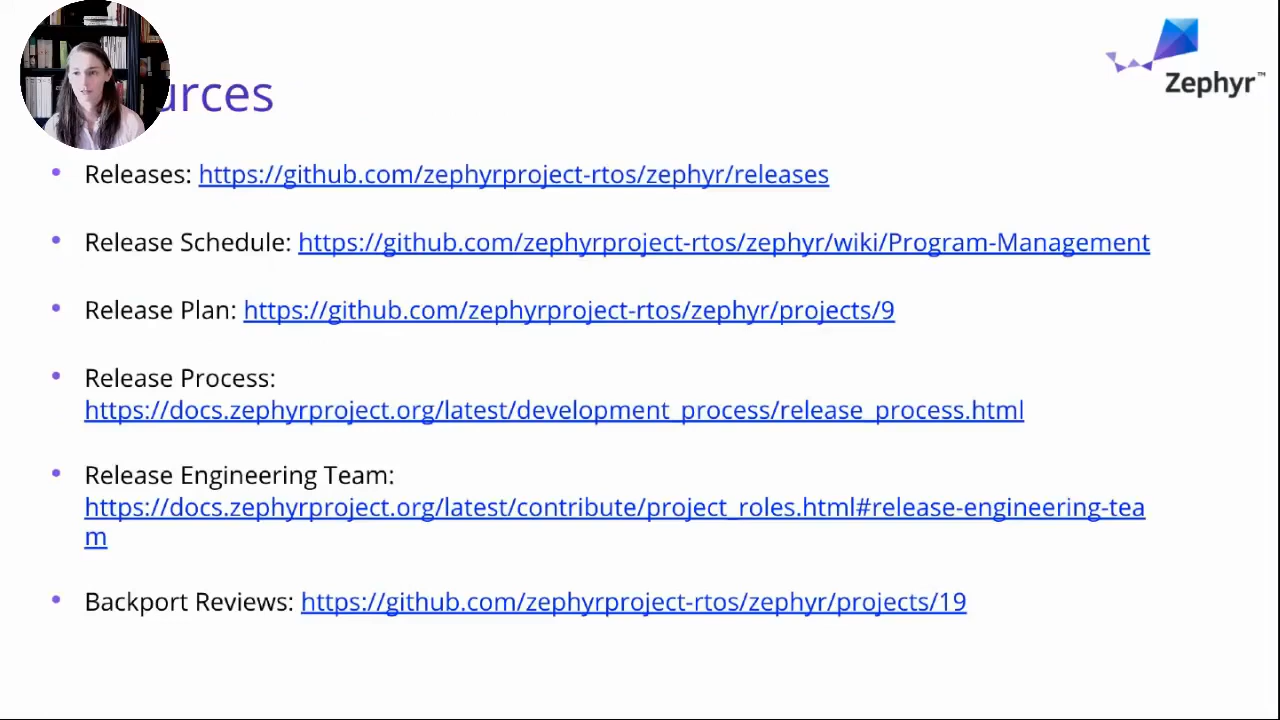 Zephyr™
• Releases: https://github.com/zephyrproject-rtos/zephyr/releases
• Release Schedule: https://github.com/zephyrproject-rtos/zephyr/wiki/Program-Management
• Release Plan: https://github.com/zephyrproject-rtos/zephyr/projects/9
• Release Process:
https://docs.zephyrproject.org/latest/development_process/release_process.html
• Release Engineering Team:
https://docs.zephyrproject.org/latest/contribute/project_roles.html#release-engineering-tea
m
• Backport Reviews: https://github.com/zephyrproject-rtos/zephyr/projects/19